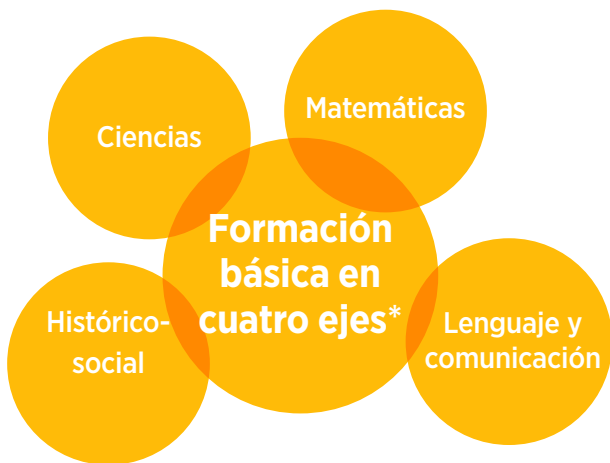 Ciencias
Matemáticas
Formación
básica en
cuatro ejes*
Histórico-
social
Lenguaje y
comunicación